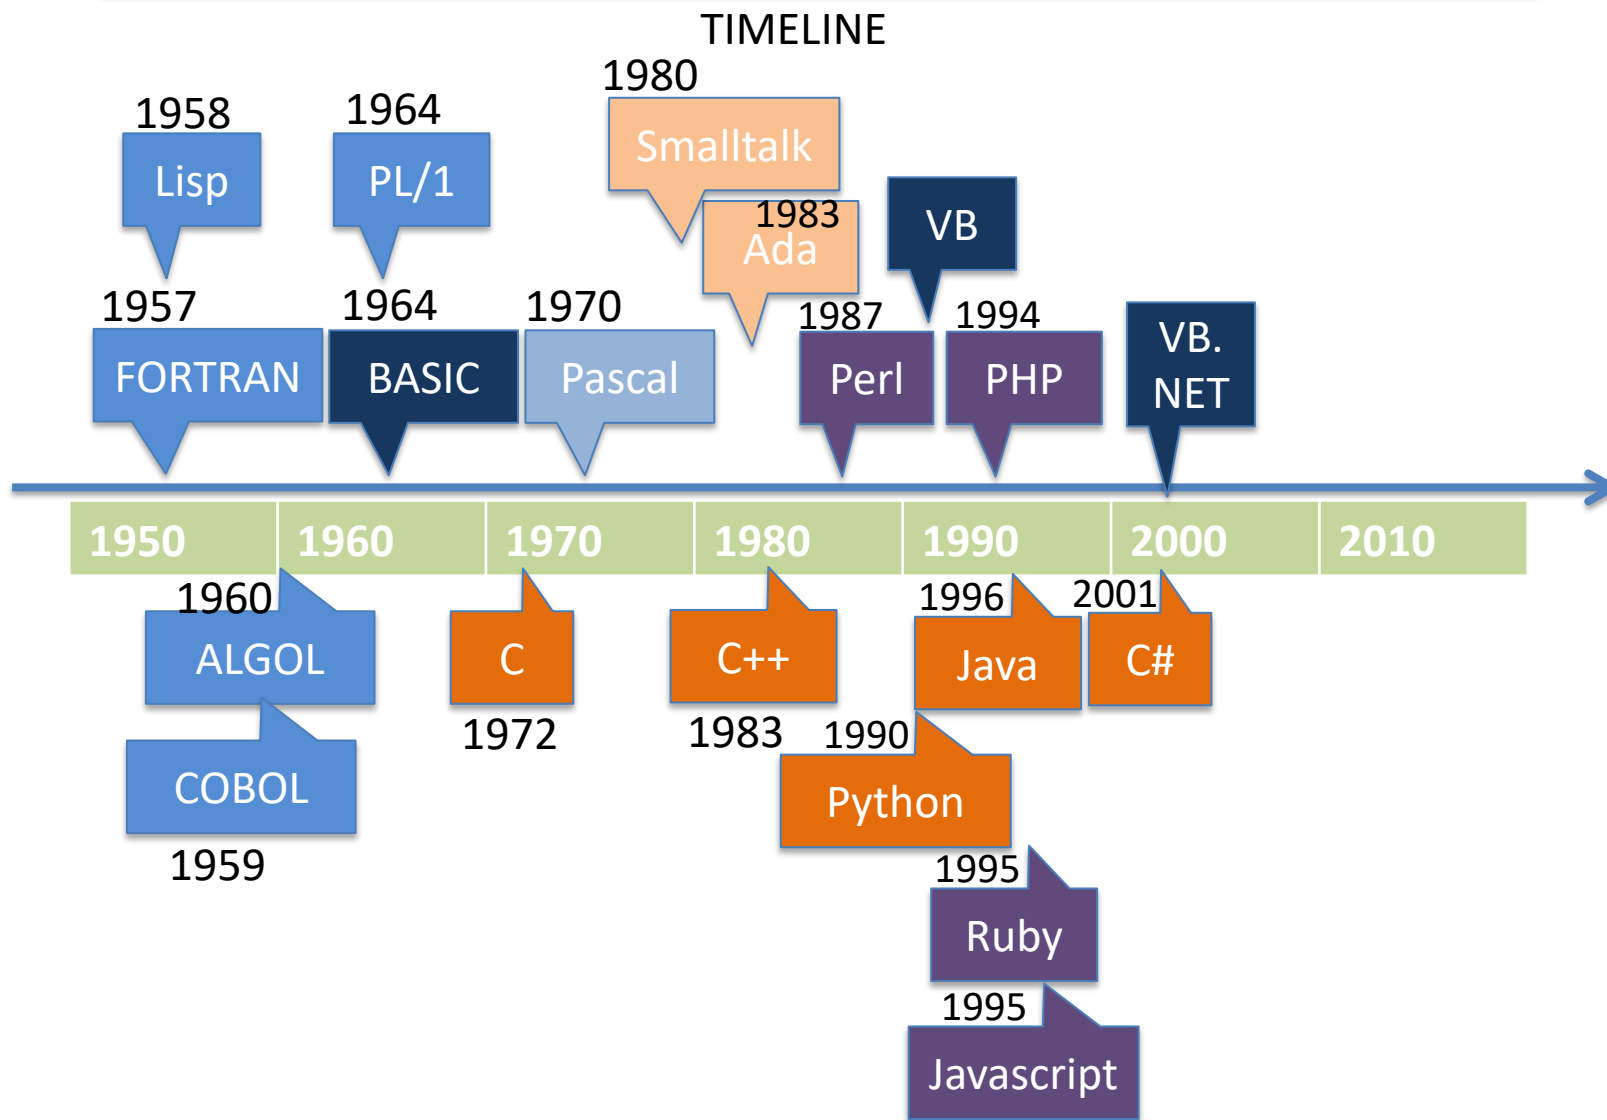 TIMELINE
1980
1958
1964
Smalltalk
Lisp
PL/1
1983
VB
Ada
1957
1964
1970
1987
1994
VB.
NET
FORTRAN
BASIC
Pascal
Perl
PHP
1950
1960
1970
1980
1990
2000
2010
1960
1996
2001
ALGOL
C
C++
Java
C#
1972
1983
1990
COBOL
Python
1959
1995
Ruby
1995
Javascript